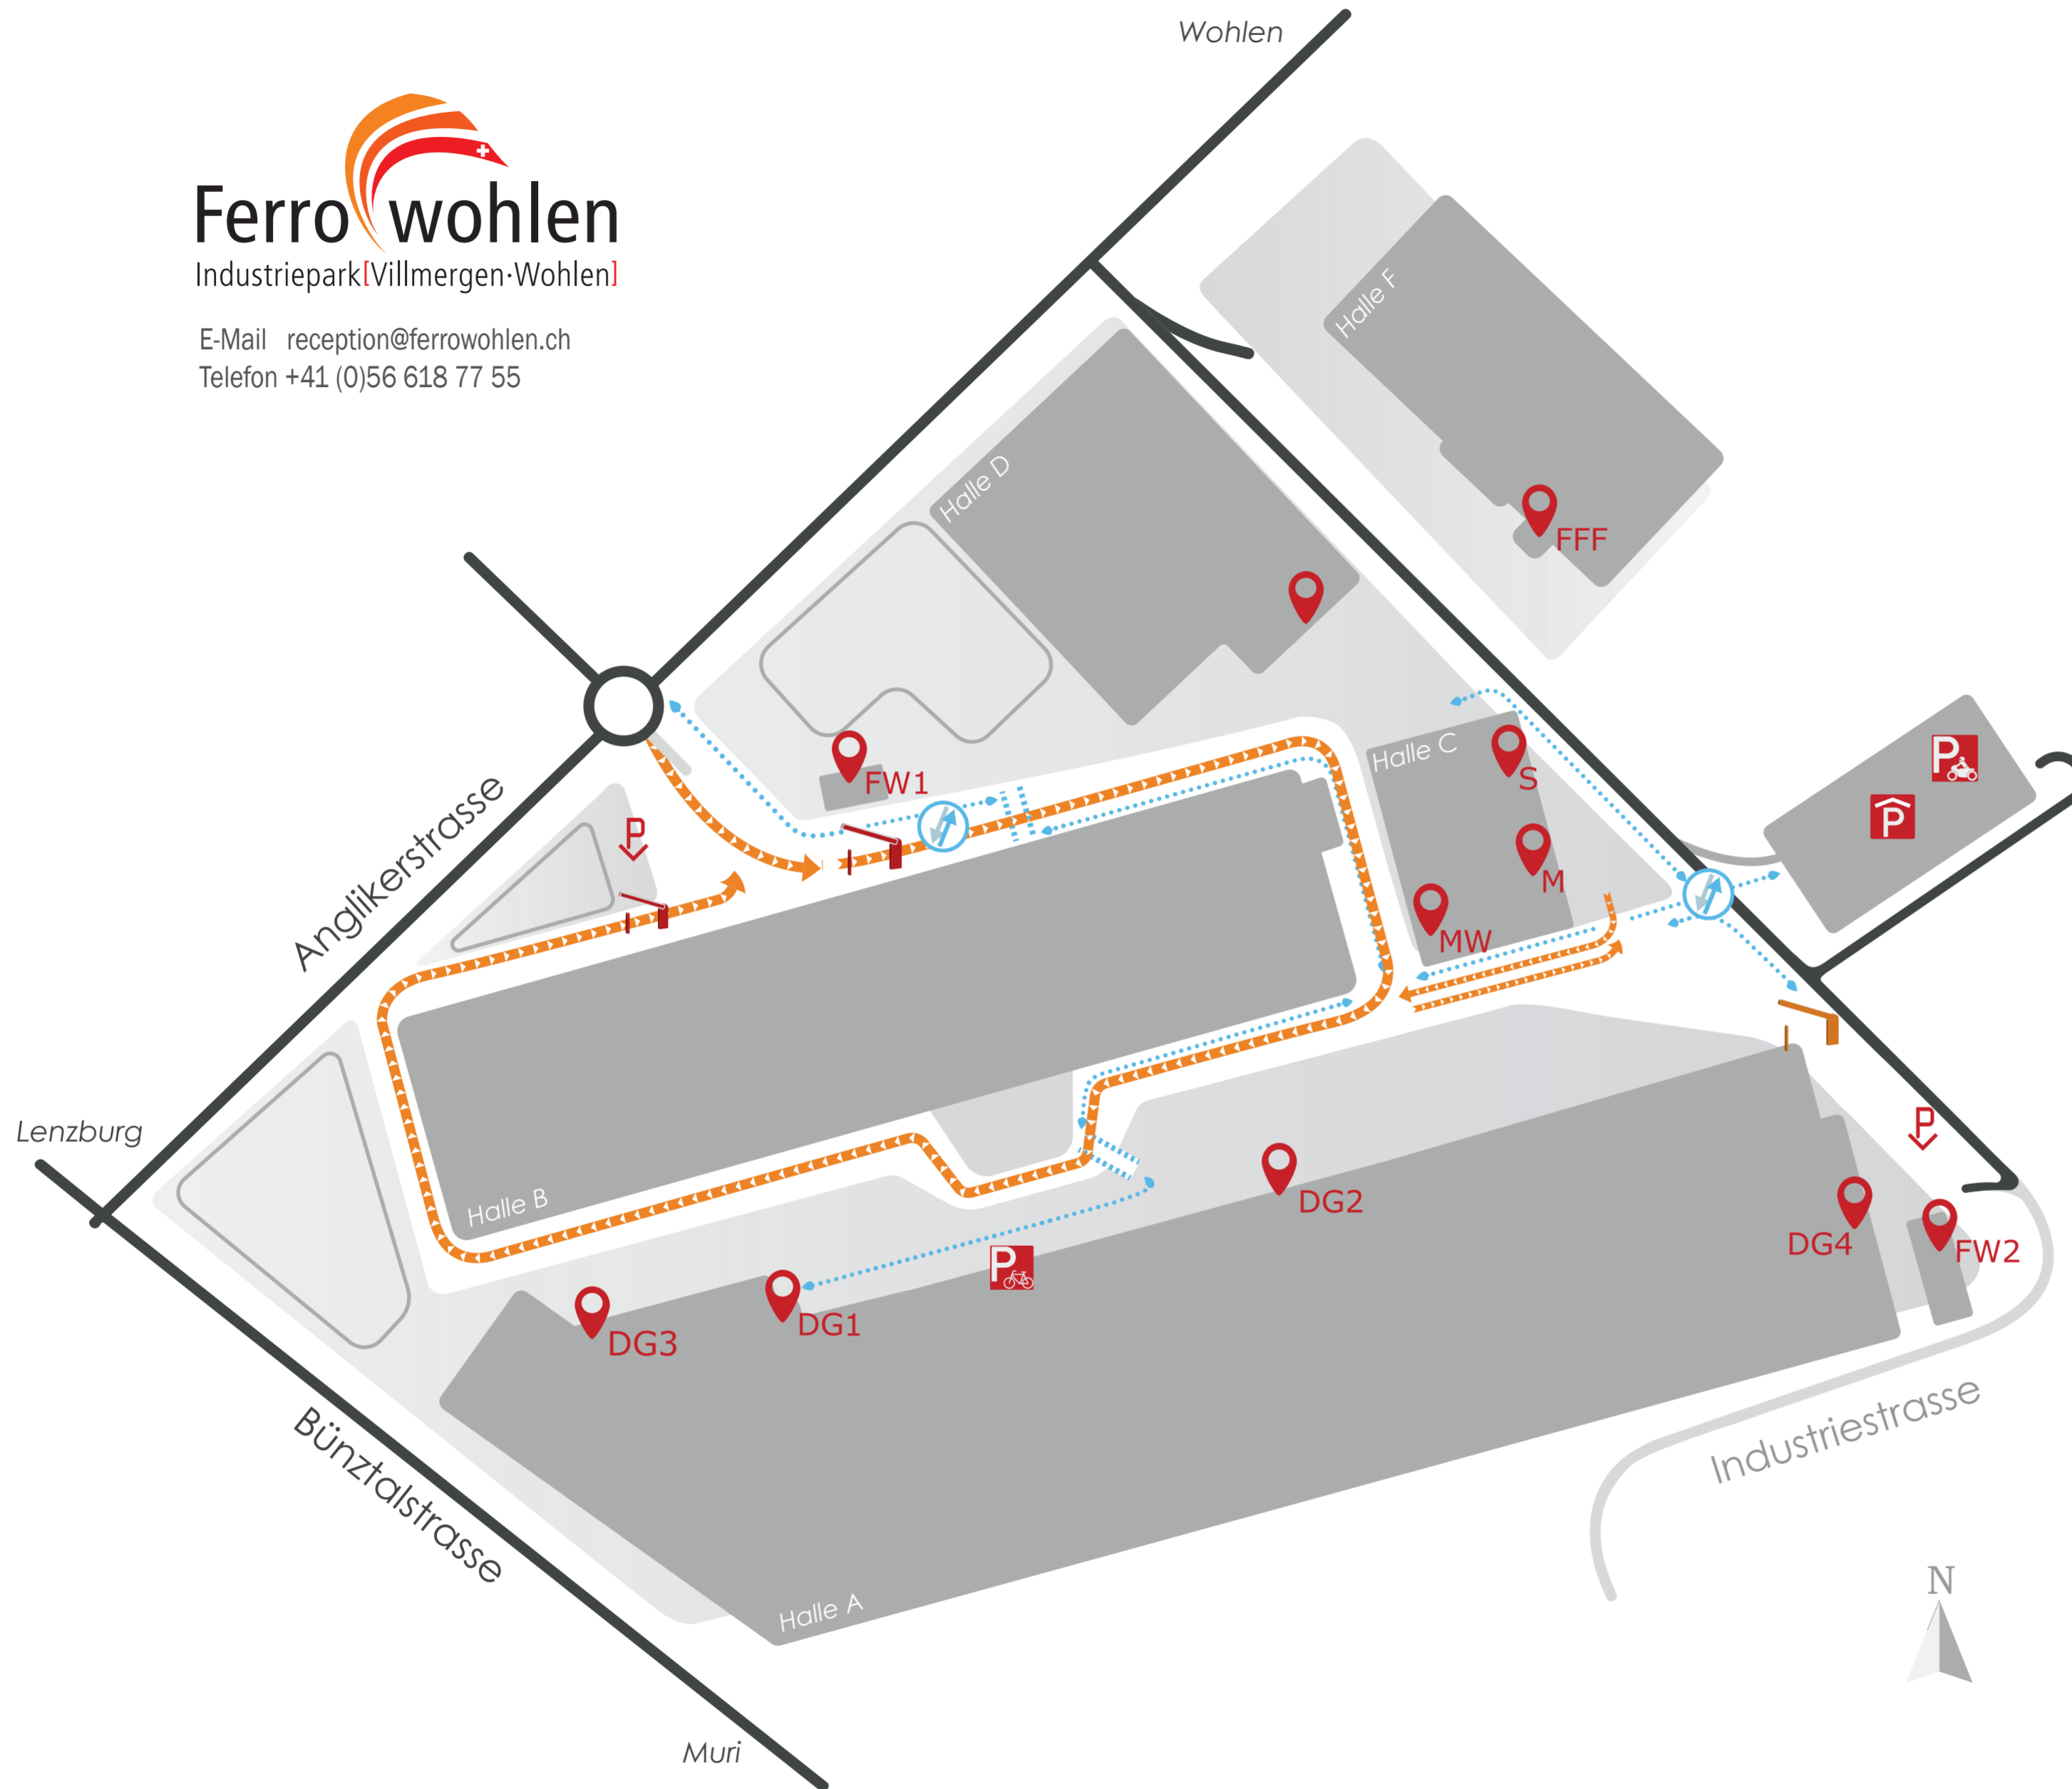 Wohlen
Ferro wohlen
Industriepark[Villmergen·Wohlen]
E-Mail reception@ferrowohlen.ch
Telefon +41 (0)56 618 77 55
Halle F
FFF
Halle D
Halle C
S
M
MW
P
P
FW1
P
Anglikerstrasse
Lenzburg
Halle B
DG2
DG4
P
FW2
P
DG1
DG3
Industriestrasse
Bünztalstrasse
Halle A
N
Muri